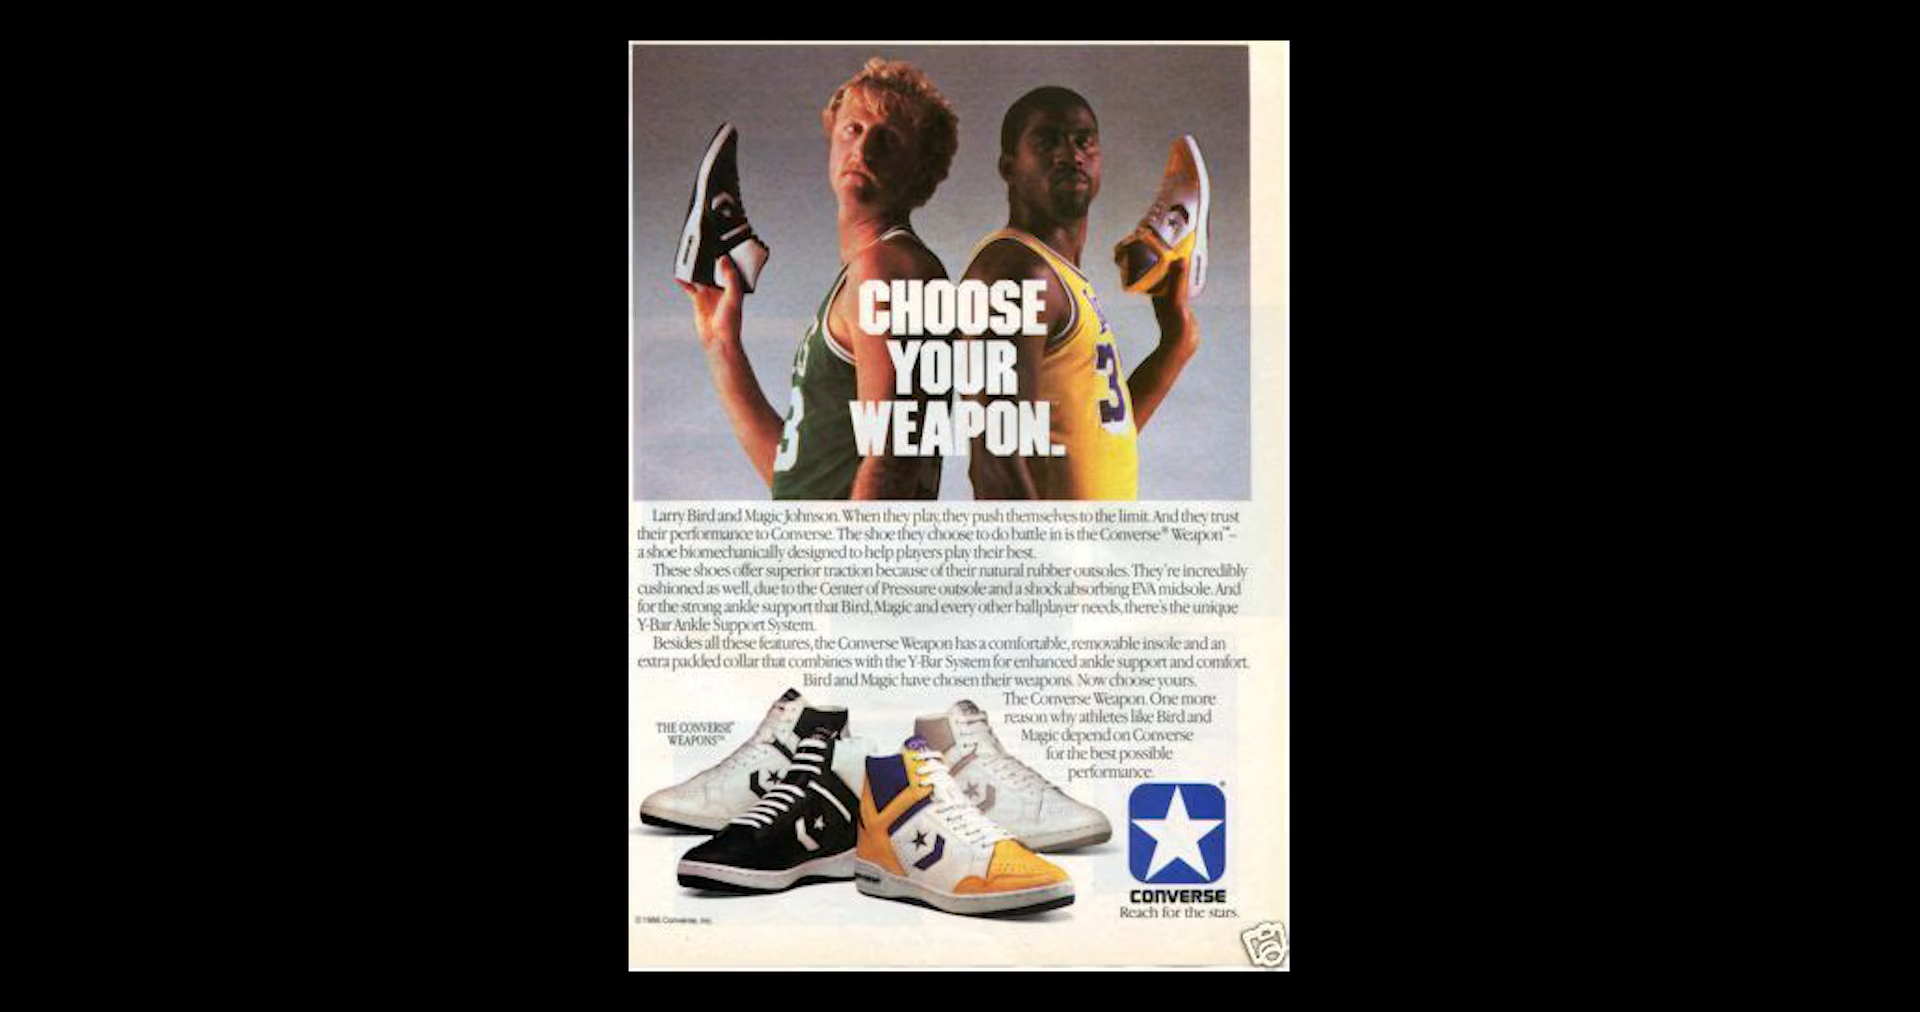 CHOOSE
YOUR
WEAPON.
3
3
Larry Bird and Magic Johnson. When they play, they push themselves to the limit. And they trust
their performance to Converse. The shoe they choose to do battle in is the Converse® Weapon™–
a shoe biomechanically designed to help players play their best.
These shoes offer superior traction because of their natural rubber outsoles. They're incredibly
cushioned as well, due to the Center of Pressure outsole and a shock absorbing EVA midsole. And
for the strong ankle support that Bird, Magic and every other ballplayer needs, there's the unique
Y-Bar Ankle Support System.
Besides all these features, the Converse Weapon has a comfortable, removable insole and an
extra padded collar that combines with the Y-Bar System for enhanced ankle support and comfort.
Bird and Magic have chosen their weapons. Now choose yours.
The Converse Weapon. One more
reason why athletes like Bird and
Magic depend on Converse
for the best possible
performance.
THE CONVERSE®
WEAPONS™
®
CONVERSE
Reach for the stars.
©1986 Converse, Inc.